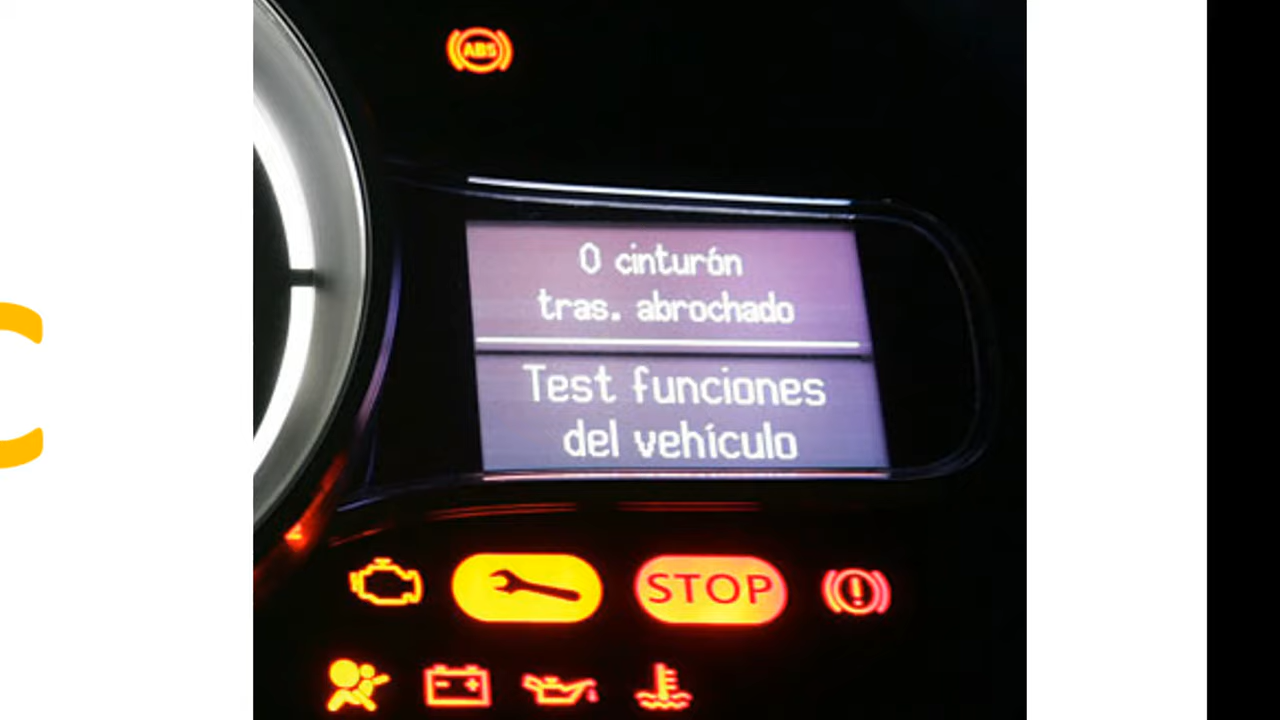 ABS
0 cinturón
tras. abrochado
Test funciones
del vehículo
STOP